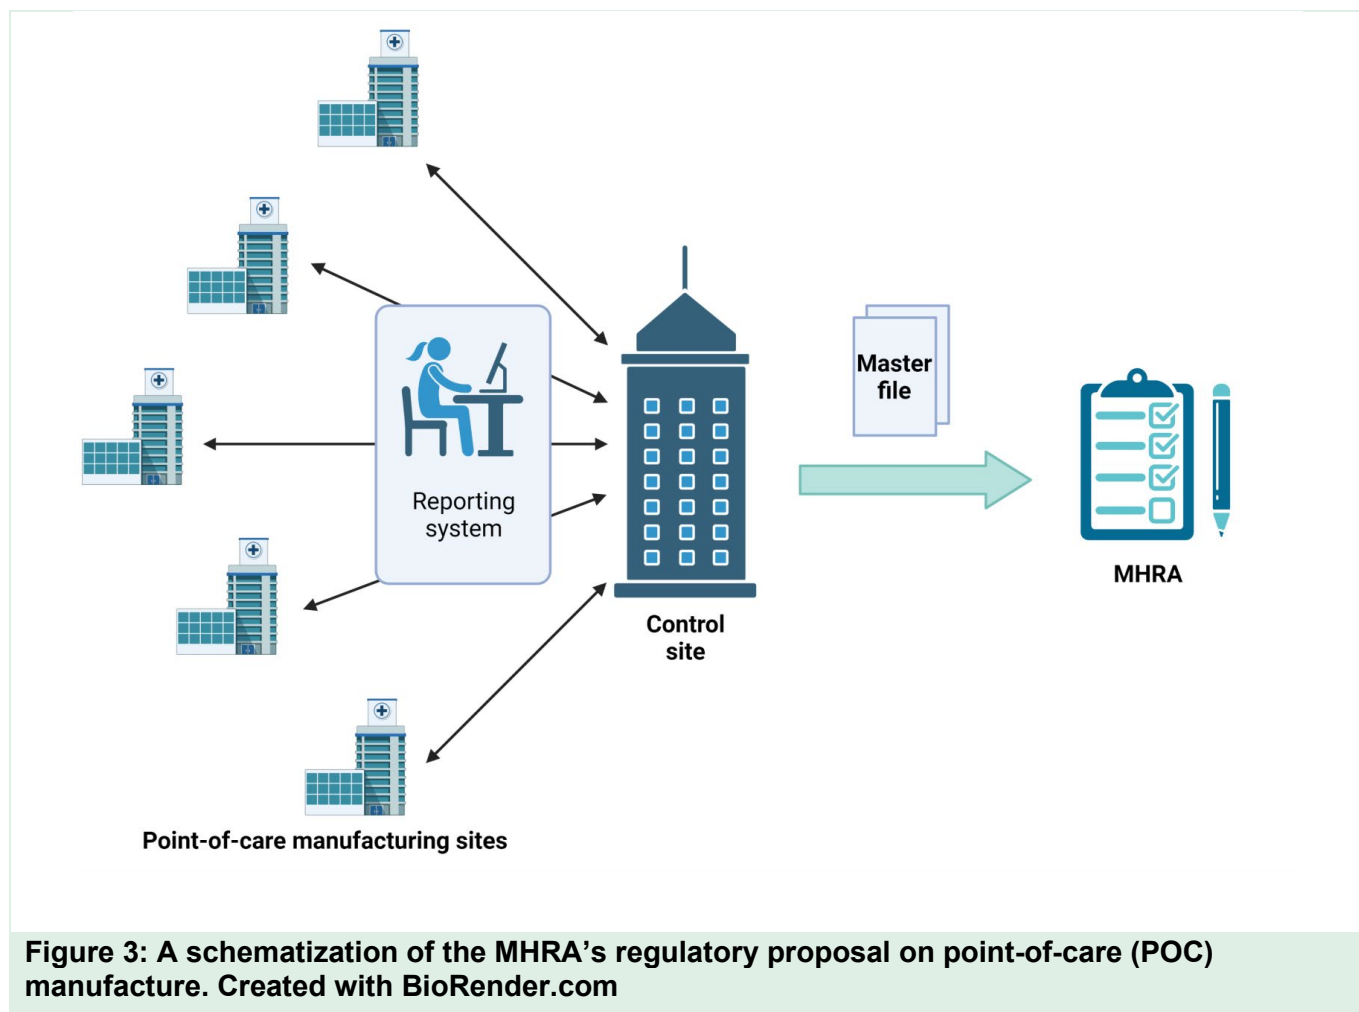 Reporting
system
Master
file
Control
site
MHRA
Point-of-care manufacturing sites
Figure 3: A schematization of the MHRA’s regulatory proposal on point-of-care (POC)
manufacture. Created with BioRender.com